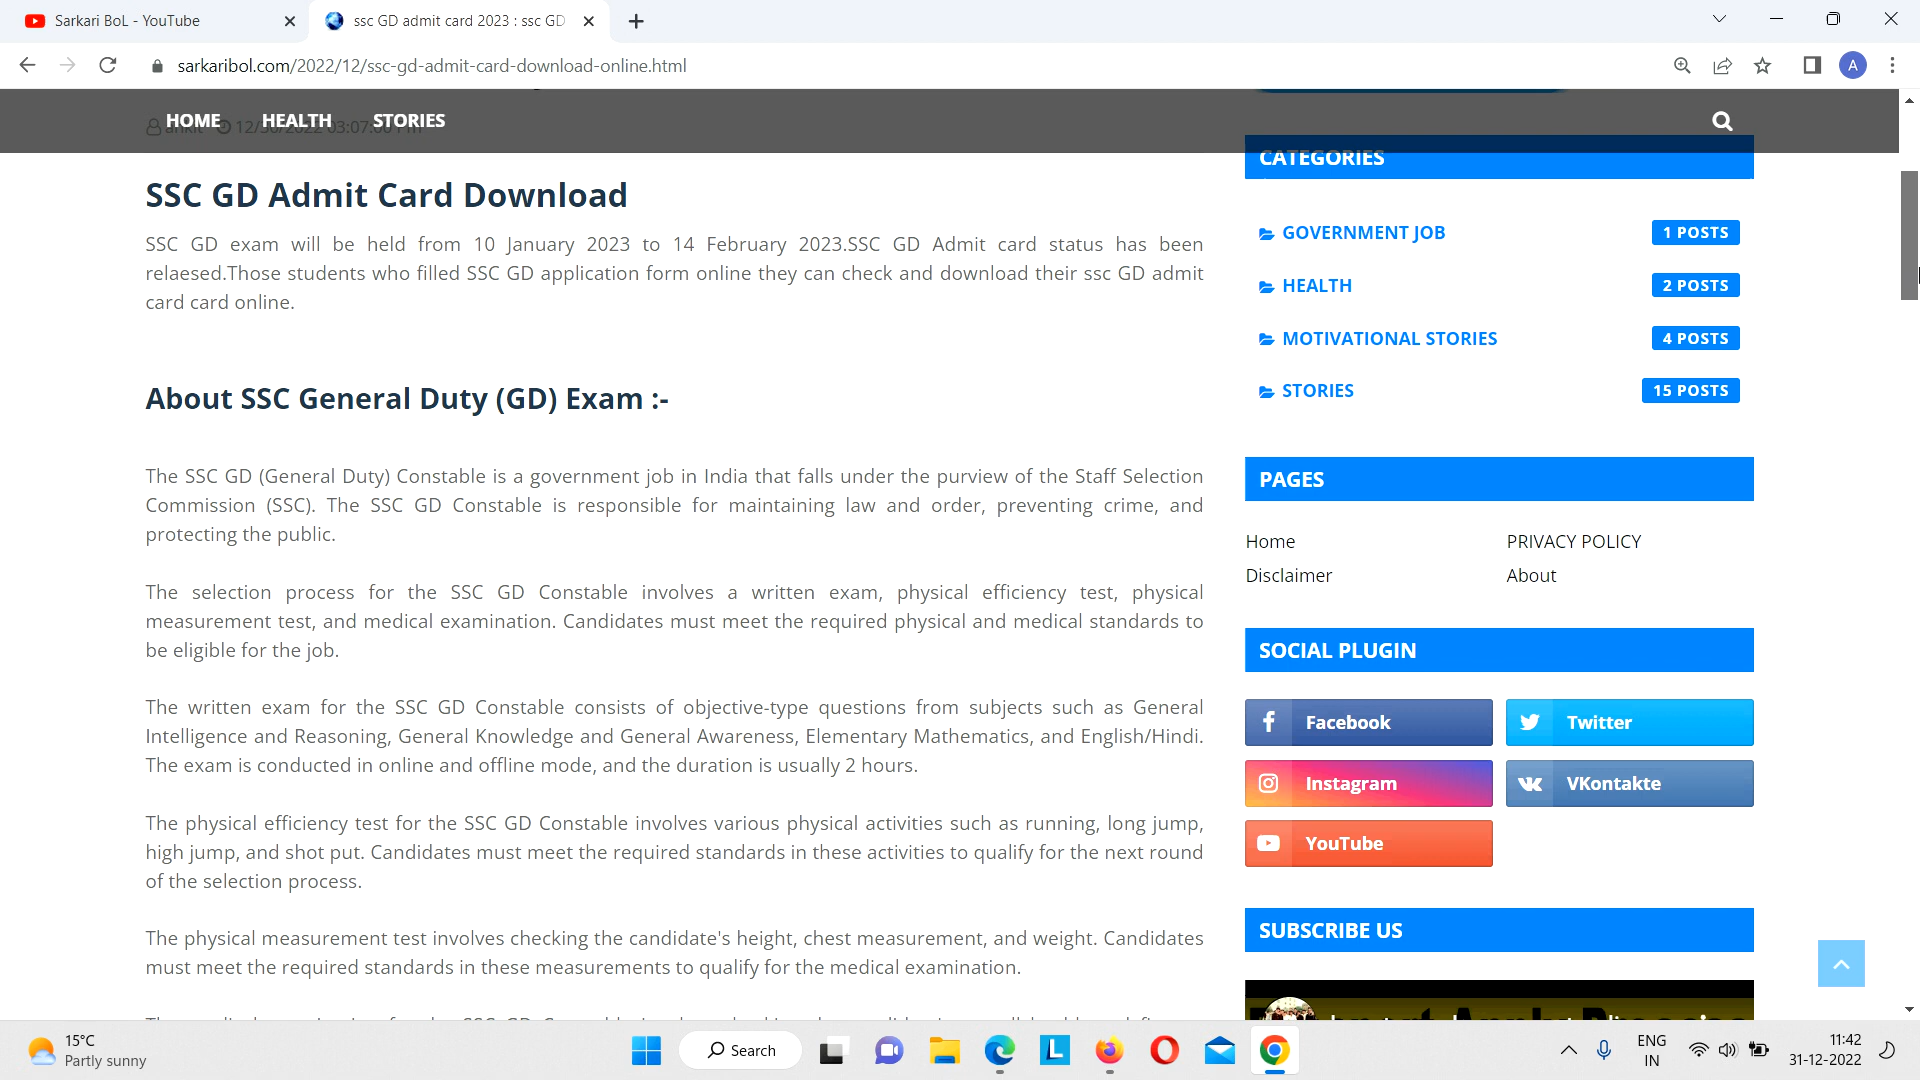 Sarkari BoL - YouTube
ssc GD admit card 2023 : ssc GD
sarkaribol.com/2022/12/ssc-gd-admit-card-download-online.html
A
HOME HEALTH STORIES
ankit 12/30/2022 03:07:00 PM
SSC GD Admit Card Download
SSC GD exam will be held from 10 January 2023 to 14 February 2023.SSC GD Admit card status has been
relaesed.Those students who filled SSC GD application form online they can check and download their ssc GD admit
card card online.
About SSC General Duty (GD) Exam :-
The SSC GD (General Duty) Constable is a government job in India that falls under the purview of the Staff Selection
Commission (SSC). The SSC GD Constable is responsible for maintaining law and order, preventing crime, and
protecting the public.
The selection process for the SSC GD Constable involves a written exam, physical efficiency test, physical
measurement test, and medical examination. Candidates must meet the required physical and medical standards to
be eligible for the job.
The written exam for the SSC GD Constable consists of objective-type questions from subjects such as General
Intelligence and Reasoning, General Knowledge and General Awareness, Elementary Mathematics, and English/Hindi.
The exam is conducted in online and offline mode, and the duration is usually 2 hours.
The physical efficiency test for the SSC GD Constable involves various physical activities such as running, long jump,
high jump, and shot put. Candidates must meet the required standards in these activities to qualify for the next round
of the selection process.
The physical measurement test involves checking the candidate's height, chest measurement, and weight. Candidates
must meet the required standards in these measurements to qualify for the medical examination.
CATEGORIES
GOVERNMENT JOB 1 POSTS
HEALTH 2 POSTS
MOTIVATIONAL STORIES 4 POSTS
STORIES 15 POSTS
PAGES
Home PRIVACY POLICY
Disclaimer About
SOCIAL PLUGIN
Facebook Twitter
Instagram VKontakte
YouTube
SUBSCRIBE US
15°C
Partly sunny
Search
ENG
IN
11:42
31-12-2022